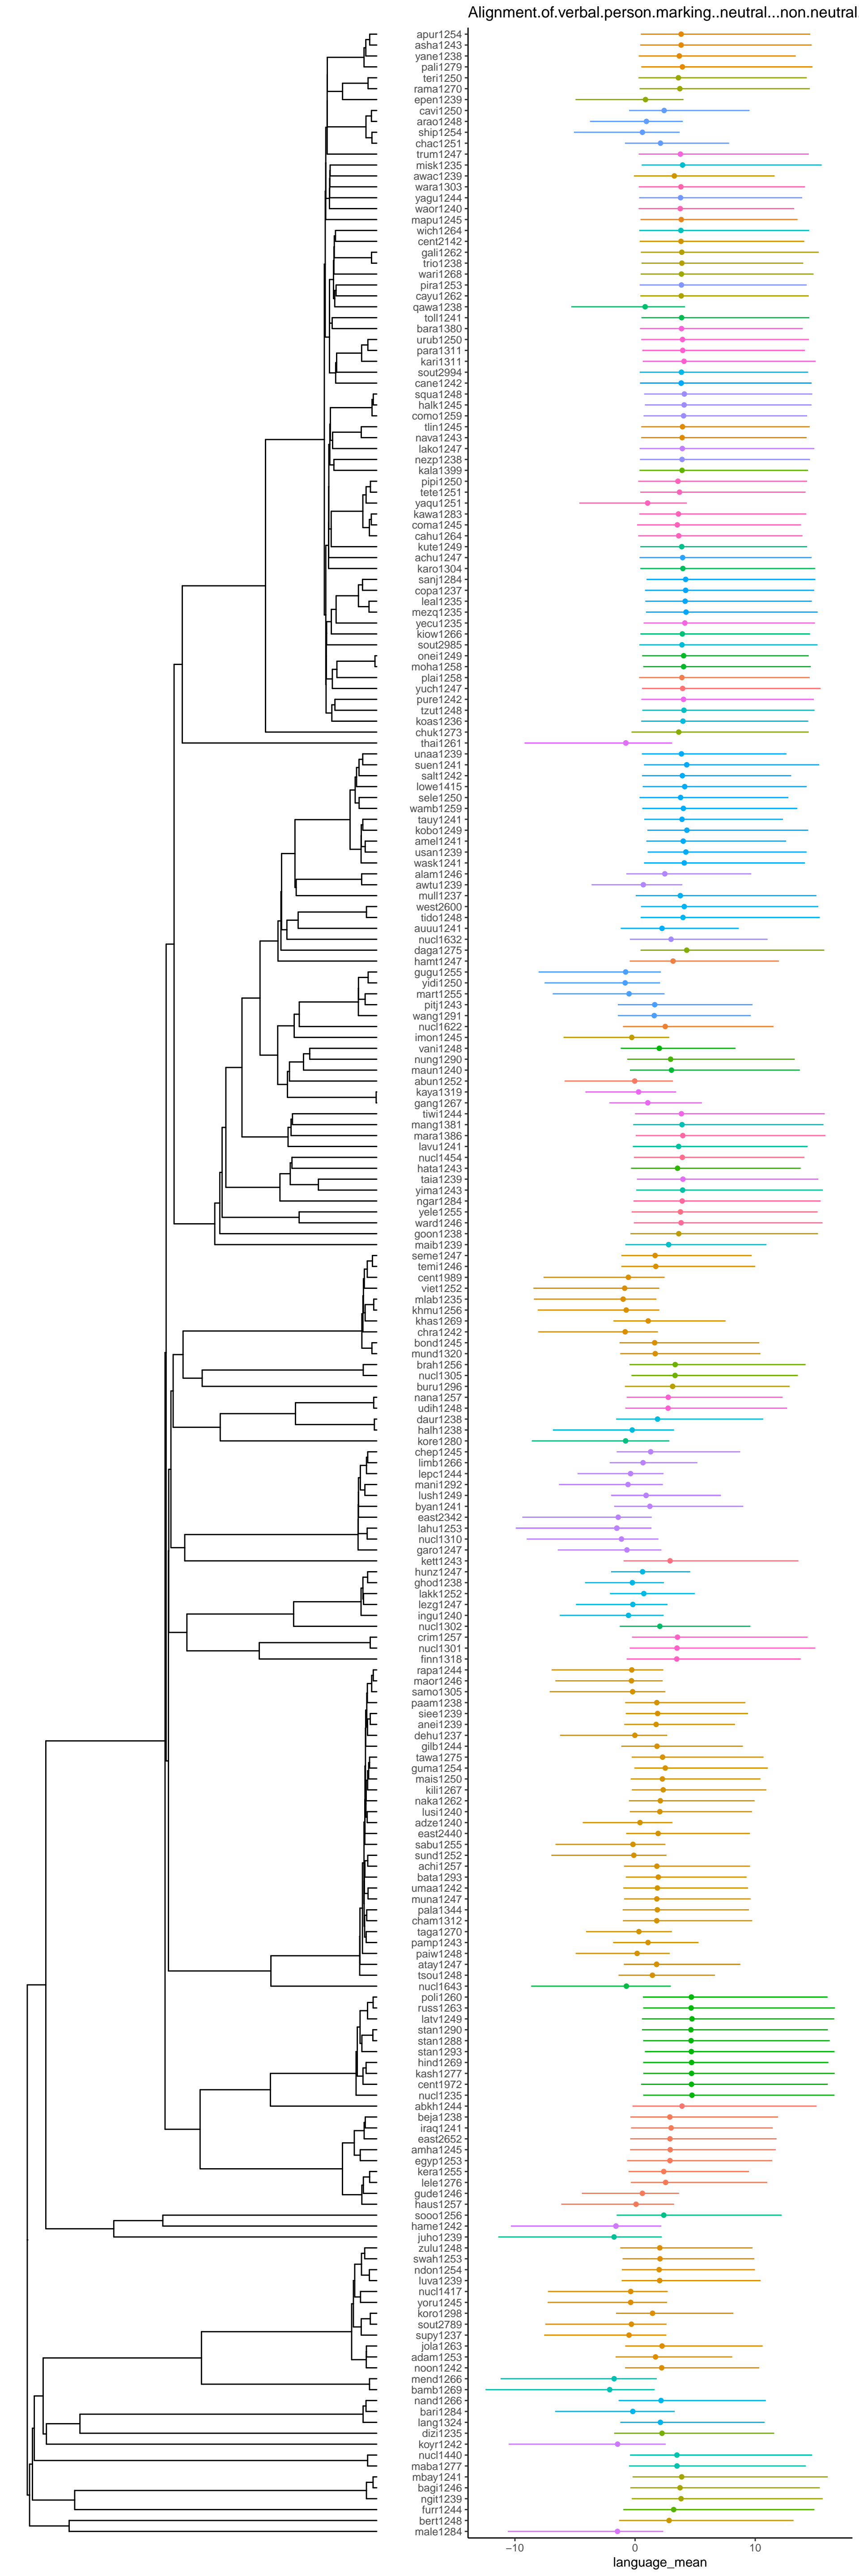 Alignment.of.verbal.person.marking..neutral...non.neutral
apur1254
asha1243
yane1238
pali1279
teri1250
rama1270
epen1239
cavi1250
arao1248
ship1254
chac1251
trum1247
misk1235
awac1239
wara1303
yagu1244
waor1240
mapu1245
wich1264
cent2142
gali1262
trio1238
wari1268
pira1253
cayu1262
qawa1238
toll1241
bara1380
urub1250
para1311
kari1311
sout2994
cane1242
squa1248
halk1245
como1259
tlin1245
nava1243
lako1247
nezp1238
kala1399
pipi1250
tete1251
yaqu1251
kawa1283
coma1245
cahu1264
kute1249
achu1247
karo1304
sanj1284
copa1237
leal1235
mezq1235
yecu1235
kiow1266
sout2985
onei1249
moha1258
plai1258
yuch1247
pure1242
tzut1248
koas1236
chuk1273
thai1261
unaa1239
suen1241
salt1242
lowe1415
sele1250
wamb1259
tauy1241
kobo1249
amel1241
usan1239
wask1241
alam1246
awtu1239
mull1237
west2600
tido1248
auuu1241
nucl1632
daga1275
hamt1247
gugu1255
yidi1250
mart1255
pitj1243
wang1291
nucl1622
imon1245
vani1248
nung1290
maun1240
abun1252
kaya1319
gang1267
tiwi1244
mang1381
mara1386
lavu1241
nucl1454
hata1243
taia1239
yima1243
ngar1284
yele1255
ward1246
goon1238
maib1239
seme1247
temi1246
cent1989
viet1252
mlab1235
khmu1256
khas1269
chra1242
bond1245
mund1320
brah1256
nucl1305
buru1296
nana1257
udih1248
daur1238
halh1238
kore1280
chep1245
limb1266
lepc1244
mani1292
lush1249
byan1241
east2342
lahu1253
nucl1310
garo1247
kett1243
hunz1247
ghod1238
lakk1252
lezg1247
ingu1240
nucl1302
crim1257
nucl1301
finn1318
rapa1244
maor1246
samo1305
paam1238
siee1239
anei1239
dehu1237
gilb1244
tawa1275
guma1254
mais1250
kili1267
naka1262
lusi1240
adze1240
east2440
sabu1255
sund1252
achi1257
bata1293
umaa1242
muna1247
pala1344
cham1312
taga1270
pamp1243
paiw1248
atay1247
tsou1248
nucl1643
poli1260
russ1263
latv1249
stan1290
stan1288
stan1293
hind1269
kash1277
cent1972
nucl1235
abkh1244
beja1238
iraq1241
east2652
amha1245
egyp1253
kera1255
lele1276
gude1246
haus1257
sooo1256
hame1242
juho1239
zulu1248
swah1253
ndon1254
luva1239
nucl1417
yoru1245
koro1298
sout2789
supy1237
jola1263
adam1253
noon1242
mend1266
bamb1269
nand1266
bari1284
lang1324
dizi1235
koyr1242
nucl1440
maba1277
mbay1241
bagi1246
ngit1239
furr1244
bert1248
male1284
−10 0 10
language_mean